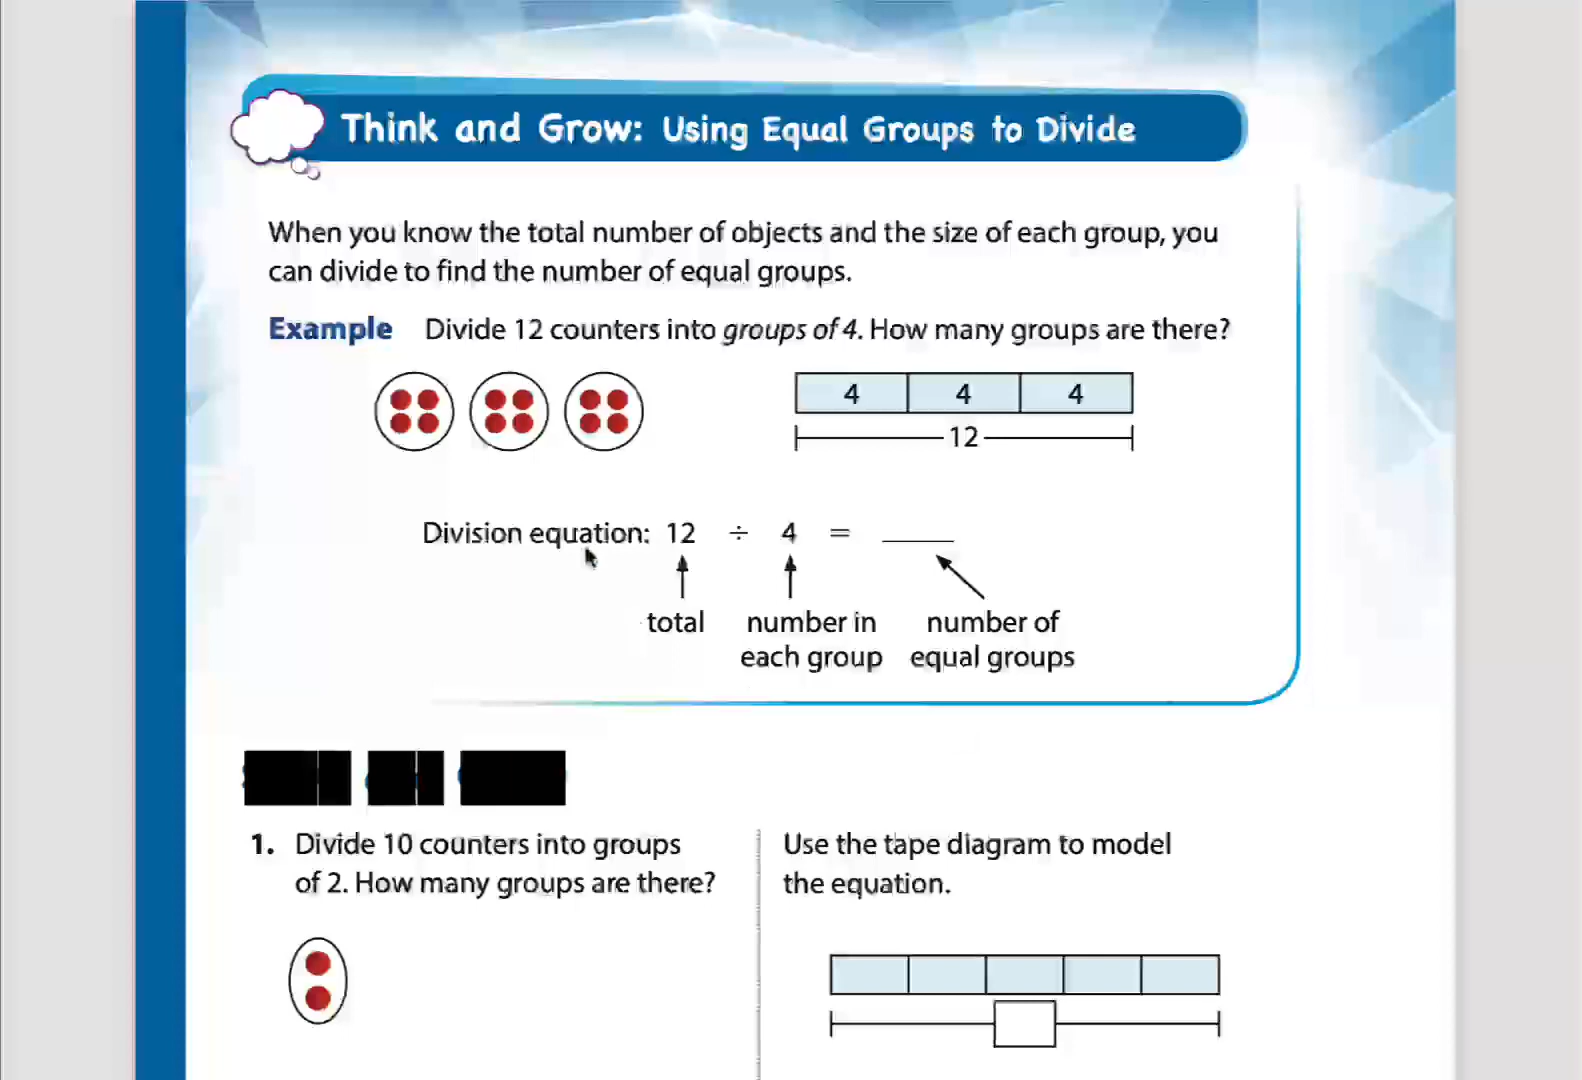 Think and Grow: Using Equal Groups to Divide
When you know the total number of objects and the size of each group, you
can divide to find the number of equal groups.
Example Divide 12 counters into groups of 4. How many groups are there?
4 4 4
12
Division equation: 12 ÷ 4 = ____
total number in number of
each group equal groups
1. Divide 10 counters into groups
of 2. How many groups are there?
Use the tape diagram to model
the equation.